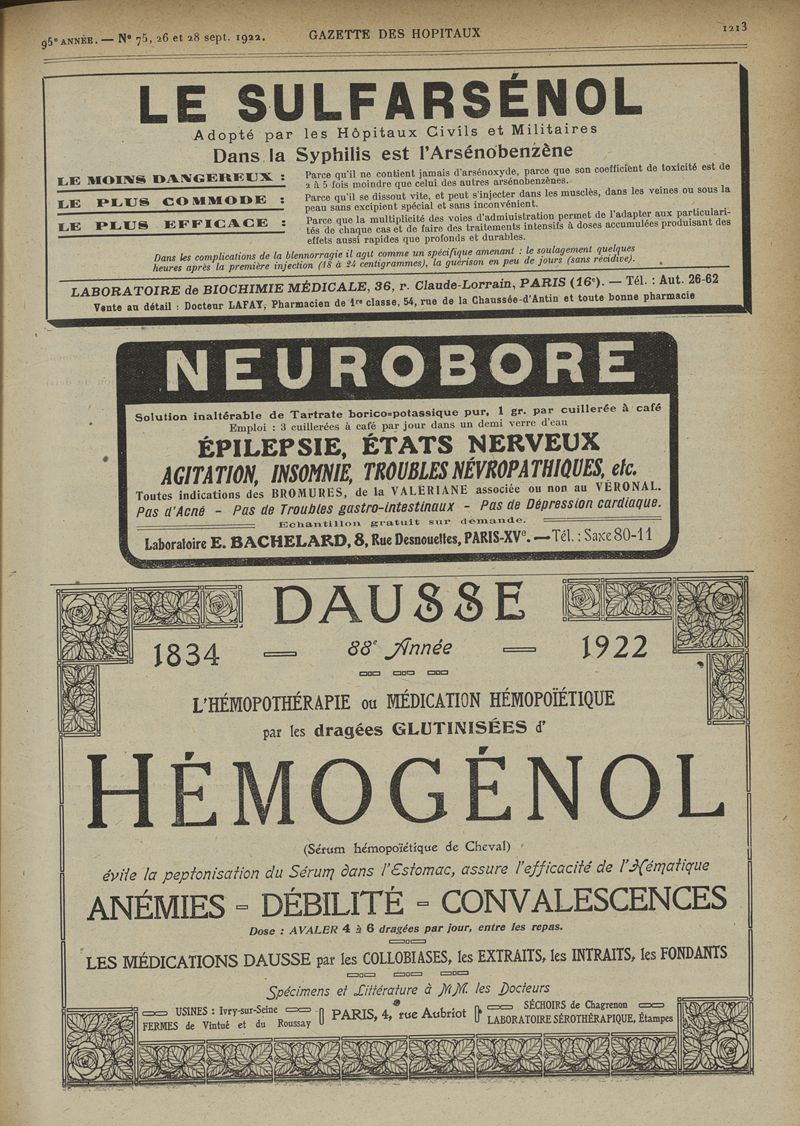 95e ANNÉE. — N° 75, 26 et 28 sept. 1922.
GAZETTE DES HOPITAUX
1213
LE SULFARSÉNOL
Adopté par les Hôpitaux Civils et Militaires
Dans la Syphilis est l'Arsénobenzène
LE MOINS DANGEREUX :
Parce qu'il ne contient jamais d'arsénoxyde, parce que son coefficient de toxicité est de
2 à 5 fois moindre que celui des autres arsénobenzènes.
LE PLUS COMMODE :
Parce qu'il se dissout vite, et peut s'injecter dans les muscles, dans les veines ou sous la
peau sans excipient spécial et sans inconvénient.
LE PLUS EFFICACE :
Parce que la multiplicité des voies d'administration permet de l'adapter aux particulari-
tés de chaque cas et de faire des traitements intensifs à doses accumulées produisant des
effets aussi rapides que profonds et durables.
Dans les complications de la blennorragie il agit comme un spécifique amenant : le soulagement quelques
heures après la première injection (18 à 24 centigrammes), la guérison en peu de jours (sans récidive).
LABORATOIRE de BIOCHIMIE MÉDICALE, 36, r. Claude-Lorrain, PARIS (16e). — Tél. : Aut. 26-62
Vente au détail : Docteur LAFAY, Pharmacien de 1re classe, 54, rue de la Chaussée-d'Antin et toute bonne pharmacie
NEUROBORE
Solution inaltérable de Tartrate borico=potassique pur, 1 gr. par cuillerée à café
Emploi : 3 cuillerées à café par jour dans un demi verre d'eau
ÉPILEPSIE, ÉTATS NERVEUX
AGITATION, INSOMNIE, TROUBLES NÉVROPATHIQUES, etc.
Toutes indications des BROMURES, de la VALÉRIANE associée ou non au VÉRONAL.
Pas d'Acné - Pas de Troubles gastro-intestinaux - Pas de Dépression cardiaque.
Echantillon gratuit sur demande.
Laboratoire E. BACHELARD, 8, Rue Desnouettes, PARIS-XVe. — Tél. : Saxe 80-11
DAUSSE
1834 — 88e Année — 1922
L'HÉMOPOTHÉRAPIE ou MÉDICATION HÉMOPOÏÉTIQUE
par les dragées GLUTINISÉES d'
HÉMOGÉNOL
(Sérum hémopoïétique de Cheval)
évite la peptonisation du Sérum dans l'Estomac, assure l'efficacité de l'Hématique
ANÉMIES - DÉBILITÉ - CONVALESCENCES
Dose : AVALER 4 à 6 dragées par jour, entre les repas.
LES MÉDICATIONS DAUSSE par les COLLOBIASES, les EXTRAITS, les INTRAITS, les FONDANTS
Spécimens et Littérature à MM. les Docteurs
USINES : Ivry-sur-Seine
FERMES de Vintué et du Roussay
PARIS, 4, rue Aubriot
SÉCHOIRS de Chagrenon
LABORATOIRE SÉROTHÉRAPIQUE, Étampes